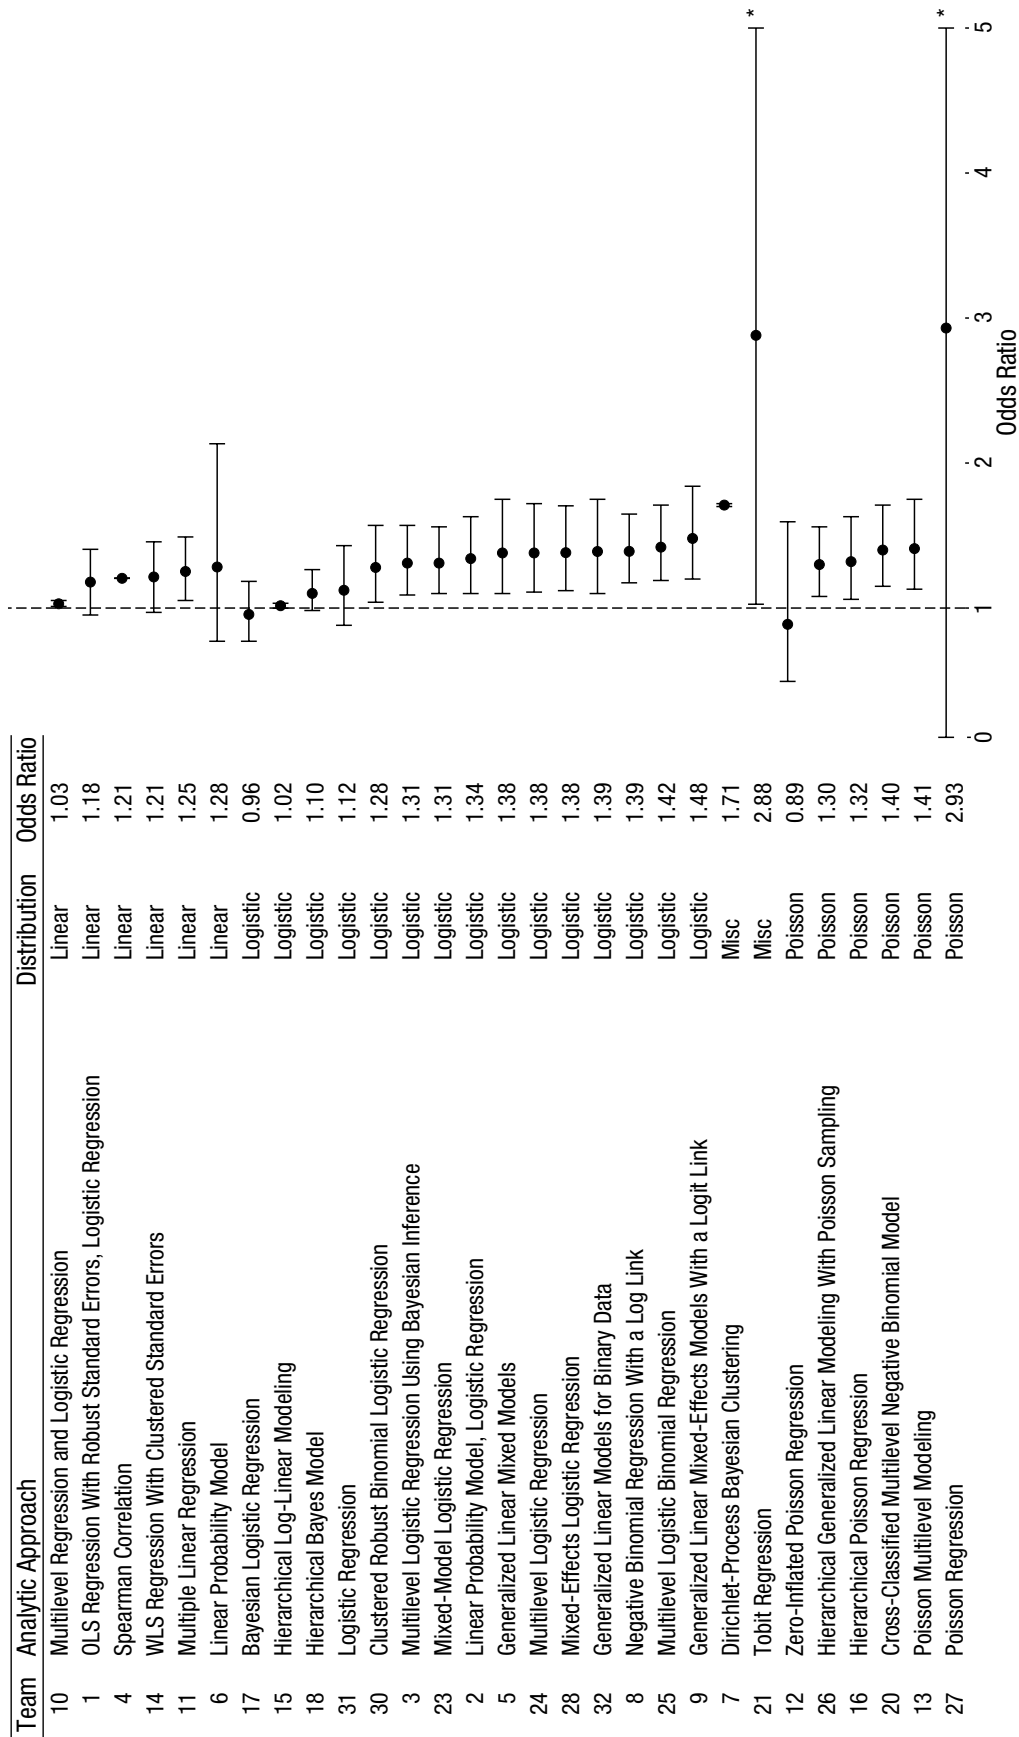 Team Analytic Approach Distribution Odds Ratio
10 Multilevel Regression and Logistic Regression Linear 1.03
1 OLS Regression With Robust Standard Errors, Logistic Regression Linear 1.18
4 Spearman Correlation Linear 1.21
14 WLS Regression With Clustered Standard Errors Linear 1.21
11 Multiple Linear Regression Linear 1.25
6 Linear Probability Model Linear 1.28
17 Bayesian Logistic Regression Logistic 0.96
15 Hierarchical Log-Linear Modeling Logistic 1.02
18 Hierarchical Bayes Model Logistic 1.10
31 Logistic Regression Logistic 1.12
30 Clustered Robust Binomial Logistic Regression Logistic 1.28
3 Multilevel Logistic Regression Using Bayesian Inference Logistic 1.31
23 Mixed-Model Logistic Regression Logistic 1.31
2 Linear Probability Model, Logistic Regression Logistic 1.34
5 Generalized Linear Mixed Models Logistic 1.38
24 Multilevel Logistic Regression Logistic 1.38
28 Mixed-Effects Logistic Regression Logistic 1.38
32 Generalized Linear Models for Binary Data Logistic 1.39
8 Negative Binomial Regression With a Log Link Logistic 1.39
25 Multilevel Logistic Binomial Regression Logistic 1.42
9 Generalized Linear Mixed-Effects Models With a Logit Link Logistic 1.48
7 Dirichlet-Process Bayesian Clustering Misc 1.71
21 Tobit Regression Misc 2.88 *
12 Zero-Inflated Poisson Regression Poisson 0.89
26 Hierarchical Generalized Linear Modeling With Poisson Sampling Poisson 1.30
16 Hierarchical Poisson Regression Poisson 1.32
20 Cross-Classified Multilevel Negative Binomial Model Poisson 1.40
13 Poisson Multilevel Modeling Poisson 1.41
27 Poisson Regression Poisson 2.93 *
0 1 2 3 4 5
Odds Ratio